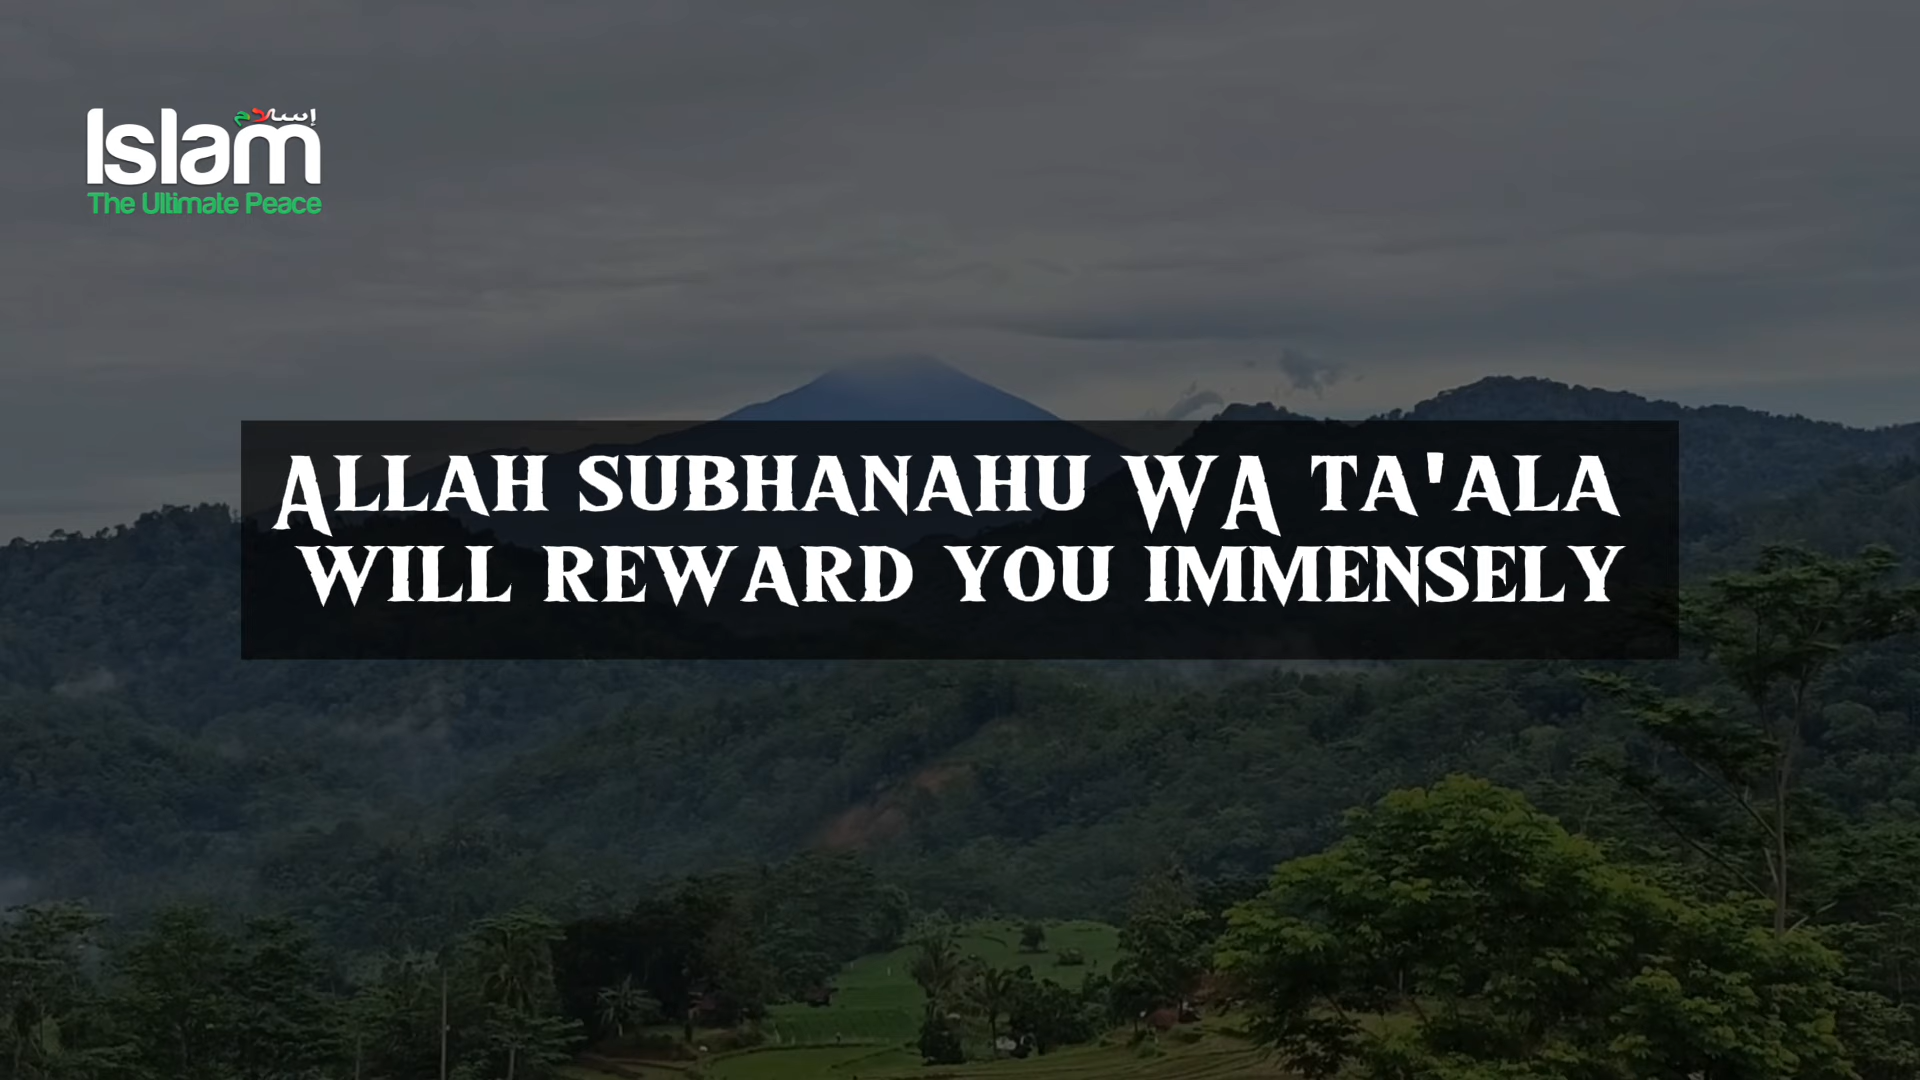 إسلام
Islam
The Ultimate Peace
ALLAH SUBHANAHU WA TA'ALA
WILL REWARD YOU IMMENSELY